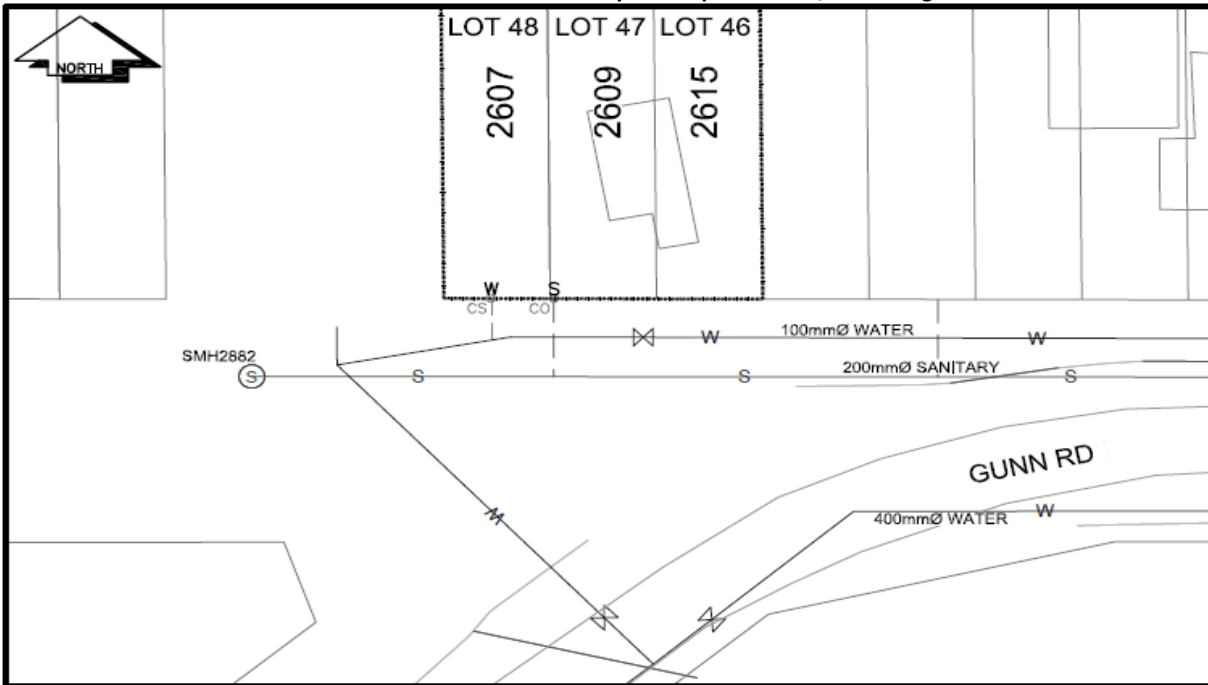 LOT 48 LOT 47 LOT 46
NORTH
2607 2609 2615
W S
CS CO
100mmØ WATER W W
SMH2882
200mmØ SANITARY
S S S S
GUNN RD
W
400mmØ WATER W